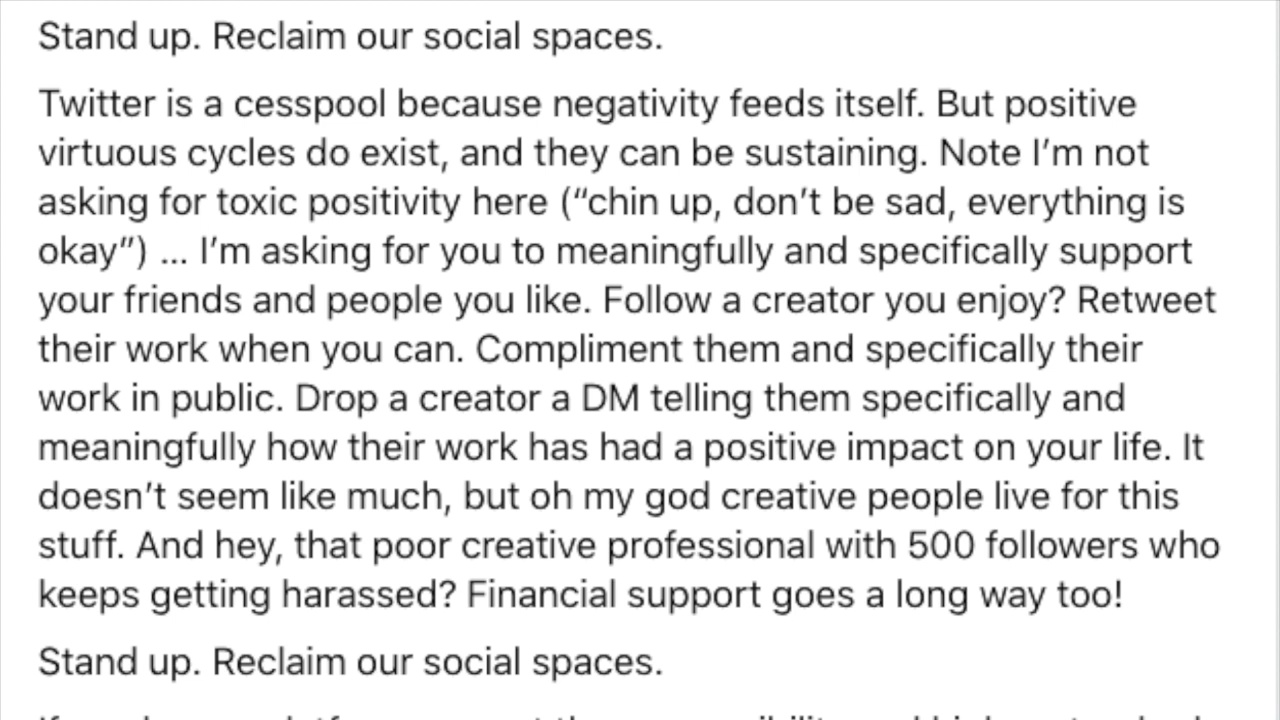 Stand up. Reclaim our social spaces.
Twitter is a cesspool because negativity feeds itself. But positive
virtuous cycles do exist, and they can be sustaining. Note I’m not
asking for toxic positivity here (“chin up, don’t be sad, everything is
okay”) ... I’m asking for you to meaningfully and specifically support
your friends and people you like. Follow a creator you enjoy? Retweet
their work when you can. Compliment them and specifically their
work in public. Drop a creator a DM telling them specifically and
meaningfully how their work has had a positive impact on your life. It
doesn’t seem like much, but oh my god creative people live for this
stuff. And hey, that poor creative professional with 500 followers who
keeps getting harassed? Financial support goes a long way too!
Stand up. Reclaim our social spaces.